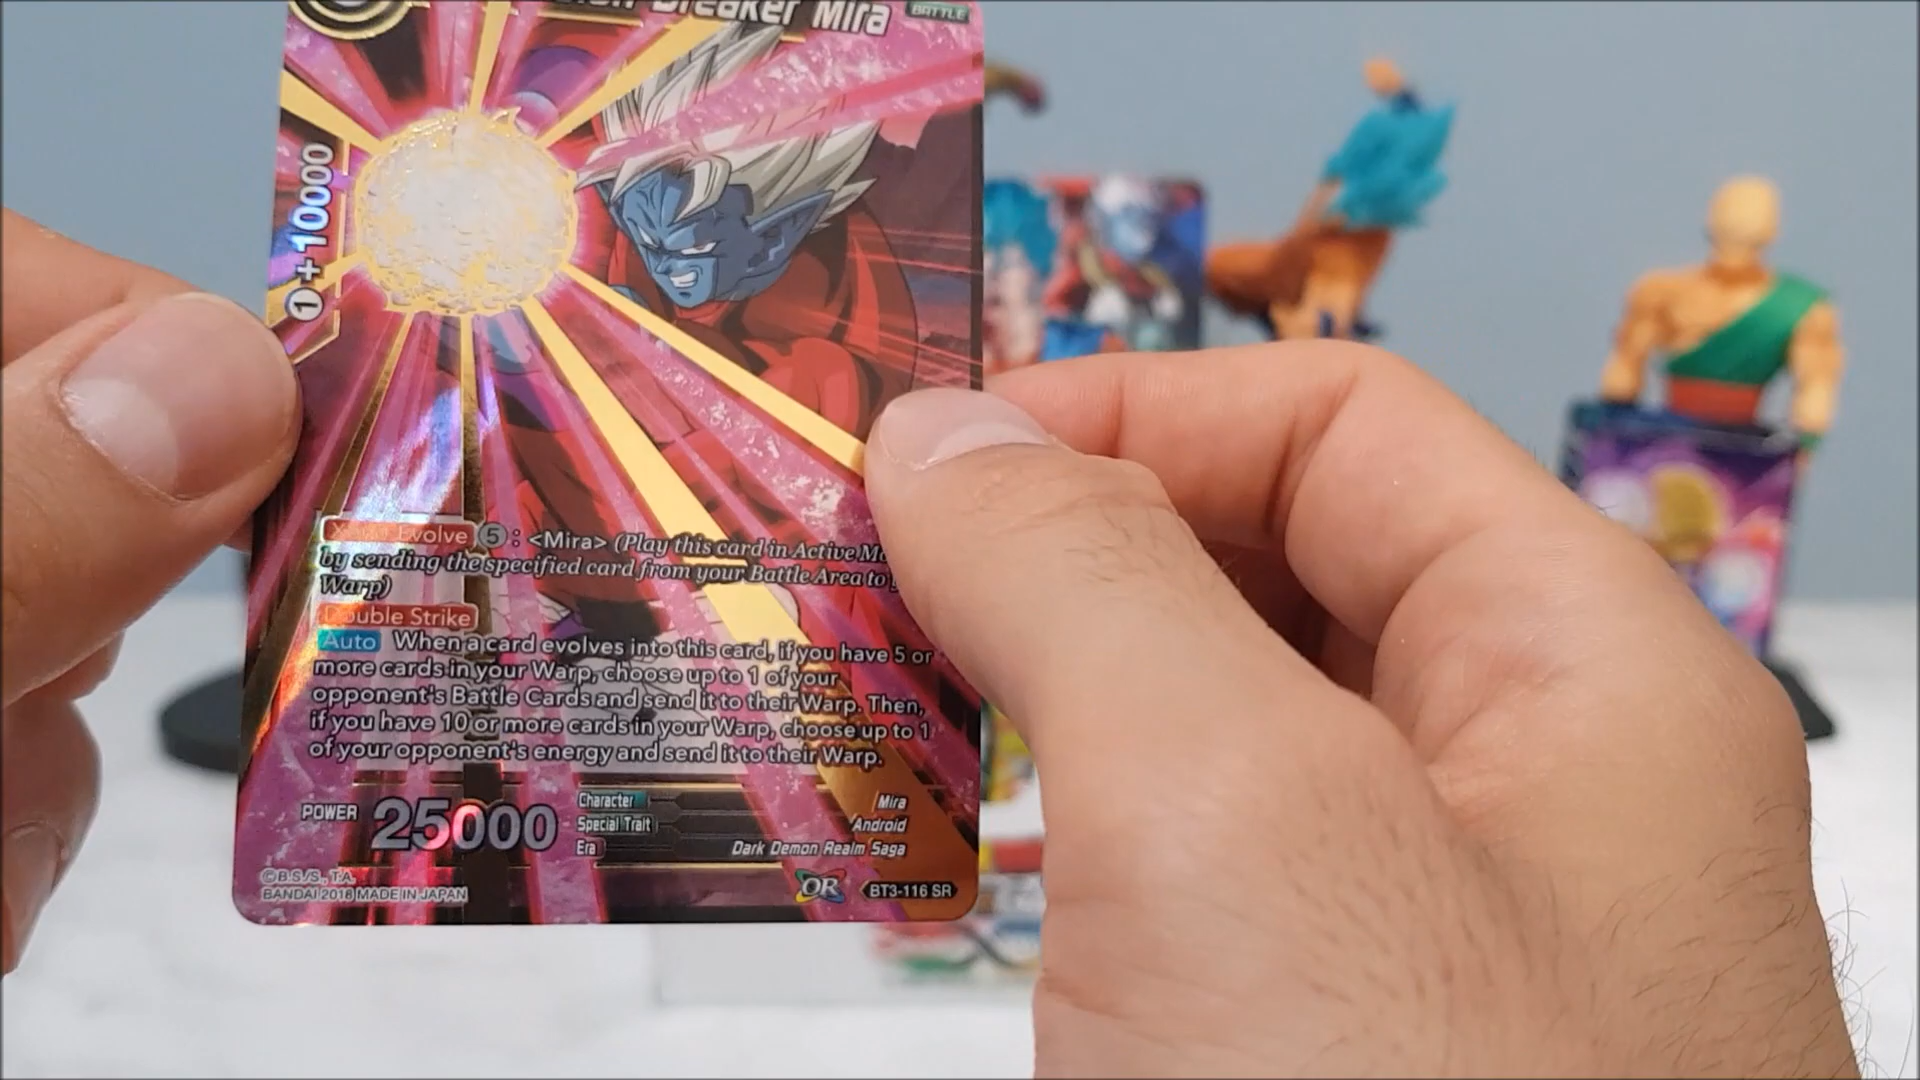 Breaker Mira
BATTLE
1+10000
Evolve 5 : <Mira> (Play this card in Active
by sending the specified card from your Battle Area to
Warp)
Double Strike
Auto When a card evolves into this card, if you have 5 or
more cards in your Warp, choose up to 1 of your
opponent's Battle Cards and send it to their Warp. Then,
if you have 10 or more cards in your Warp, choose up to 1
of your opponent's energy and send it to their Warp.
POWER 25000
Character Mira
Special Trait Android
Era Dark Demon Realm Saga
©B.S./S., T.A.
BANDAI 2018 MADE IN JAPAN
OR BT3-116 SR